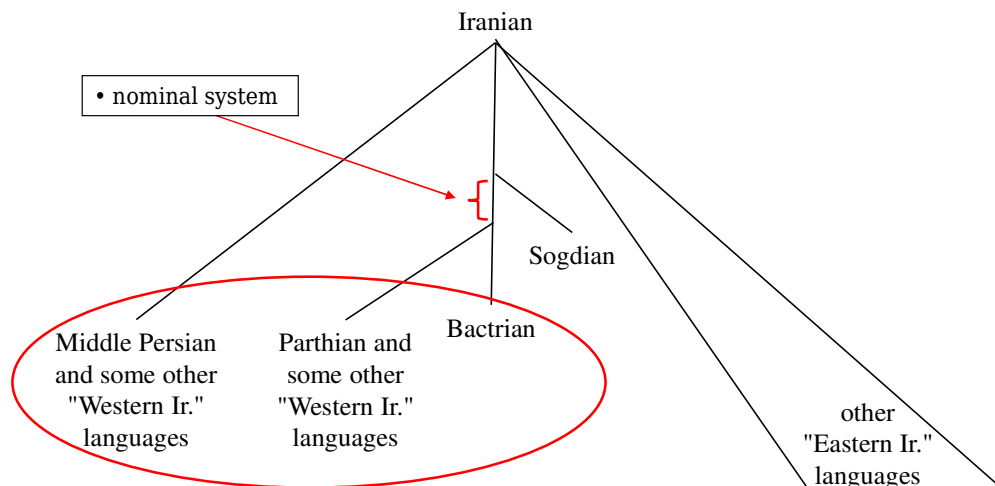 Iranian
• nominal system
Sogdian
Bactrian
Middle Persian
and some other
"Western Ir."
languages
Parthian and
some other
"Western Ir."
languages
other
"Eastern Ir."
languages